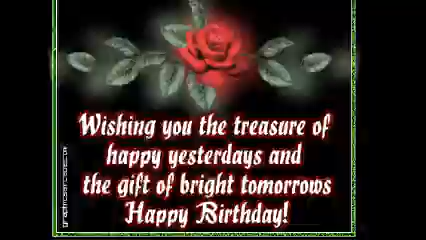 Wishing you the treasure of
happy yesterdays and
the gift of bright tomorrows
Happy Birthday!